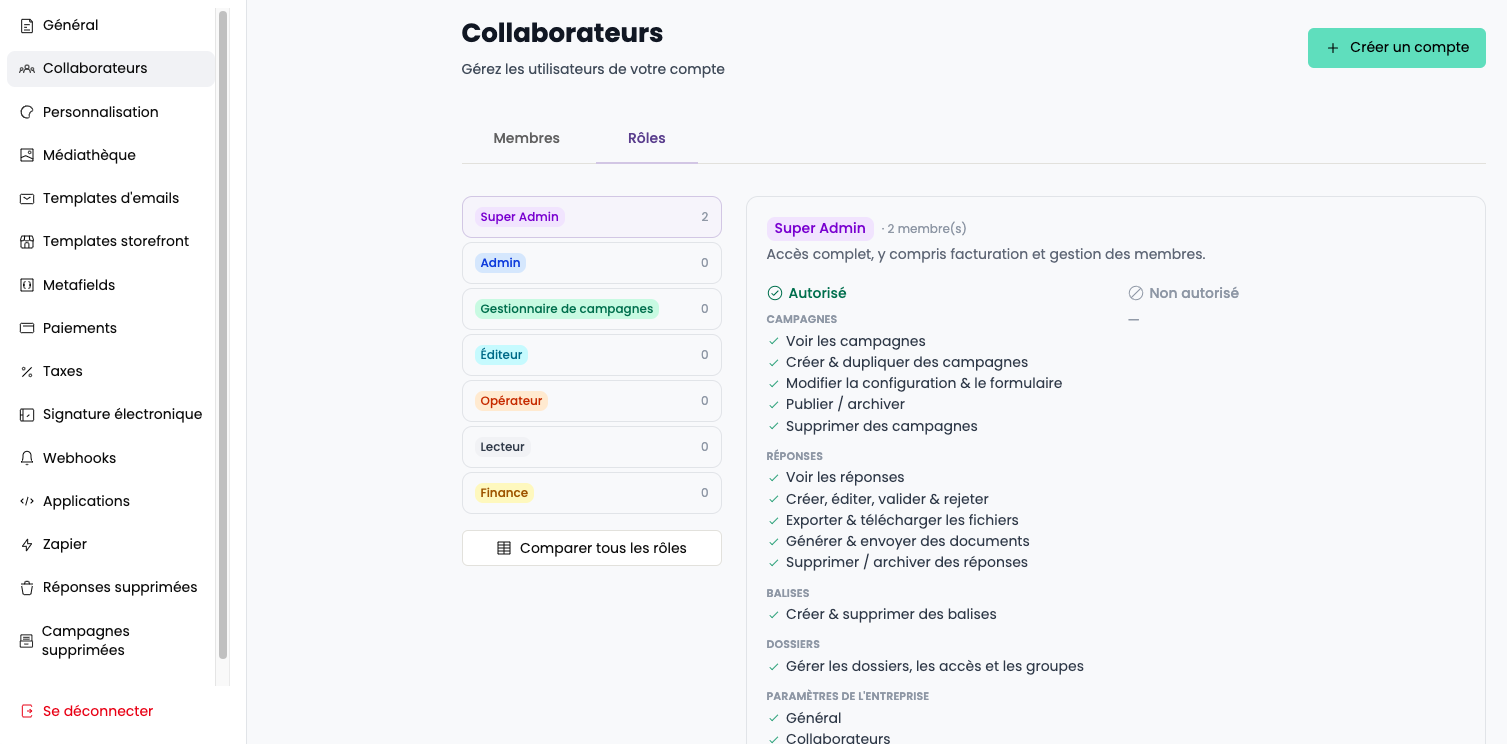 Général
Collaborateurs
Personnalisation
Médiathèque
Templates d'emails
Templates storefront
Metafields
Paiements
Taxes
Signature électronique
Webhooks
Applications
Zapier
Réponses supprimées
Campagnes
supprimées
Se déconnecter
Collaborateurs
Gérez les utilisateurs de votre compte
+ Créer un compte
Membres
Rôles
Super Admin 2
Admin 0
Gestionnaire de campagnes 0
Éditeur 0
Opérateur 0
Lecteur 0
Finance 0
Comparer tous les rôles
Super Admin · 2 membre(s)
Accès complet, y compris facturation et gestion des membres.
Autorisé
CAMPAGNES
Voir les campagnes
Créer & dupliquer des campagnes
Modifier la configuration & le formulaire
Publier / archiver
Supprimer des campagnes
RÉPONSES
Voir les réponses
Créer, éditer, valider & rejeter
Exporter & télécharger les fichiers
Générer & envoyer des documents
Supprimer / archiver des réponses
BALISES
Créer & supprimer des balises
DOSSIERS
Gérer les dossiers, les accès et les groupes
PARAMÈTRES DE L'ENTREPRISE
Général
Collaborateurs
Non autorisé
—